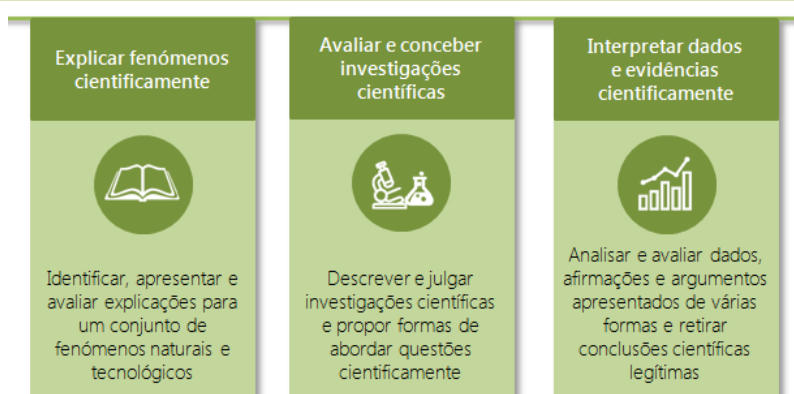 Explicar fenómenos
cientificamente
Identificar, apresentar e
avaliar explicações para
um conjunto de
fenómenos naturais e
tecnológicos
Avaliar e conceber
investigações
científicas
Descrever e julgar
investigações científicas
e propor formas de
abordar questões
cientificamente
Interpretar dados
e evidências
cientificamente
Analisar e avaliar dados,
afirmações e argumentos
apresentados de várias
formas e retirar
conclusões científicas
legítimas